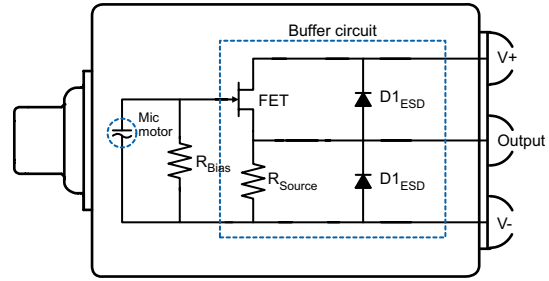 Buffer circuit
V+
FET
D1ESD
Mic
motor
Output
RBias
RSource
D1ESD
V-